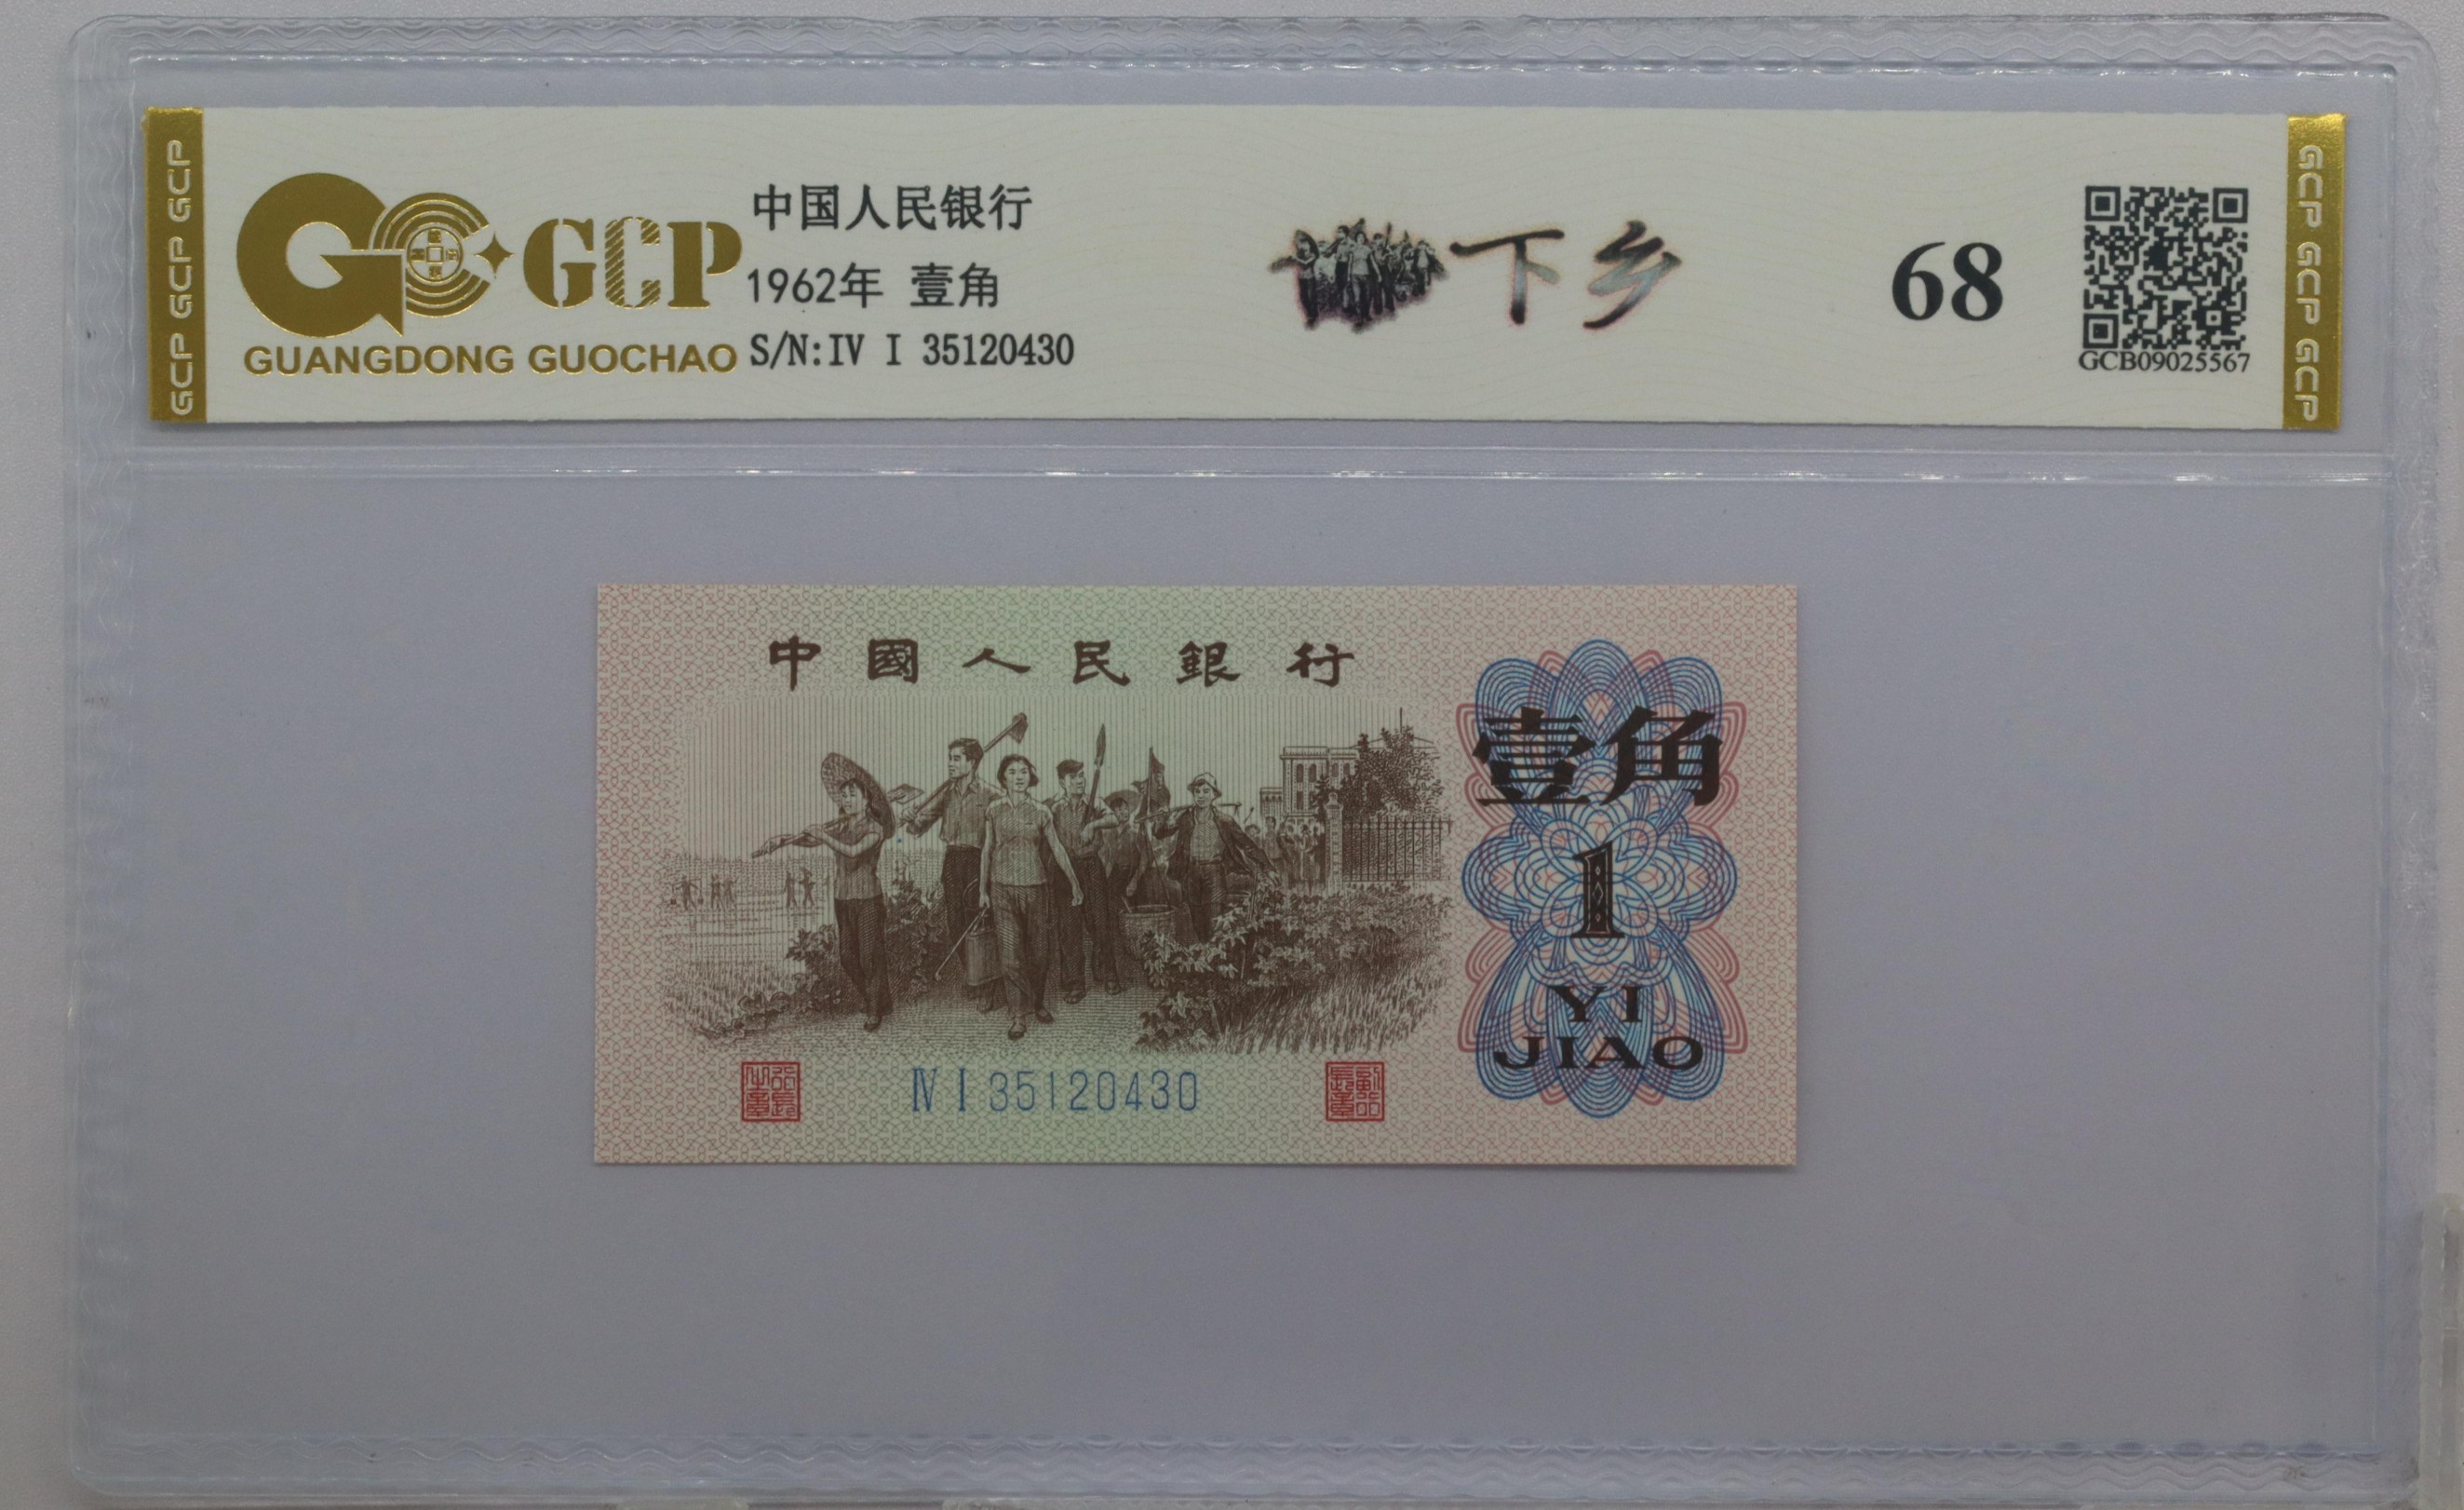 GCP GCP GCP
GCP
GUANGDONG GUOCHAO
中国人民银行
1962年 壹角
S/N:IV I 35120430
下乡
68
GCB09025567
GCP GCP GCP GCP
中國人民銀行
壹角
1
YI
JIAO
Ⅳ Ⅰ 35120430